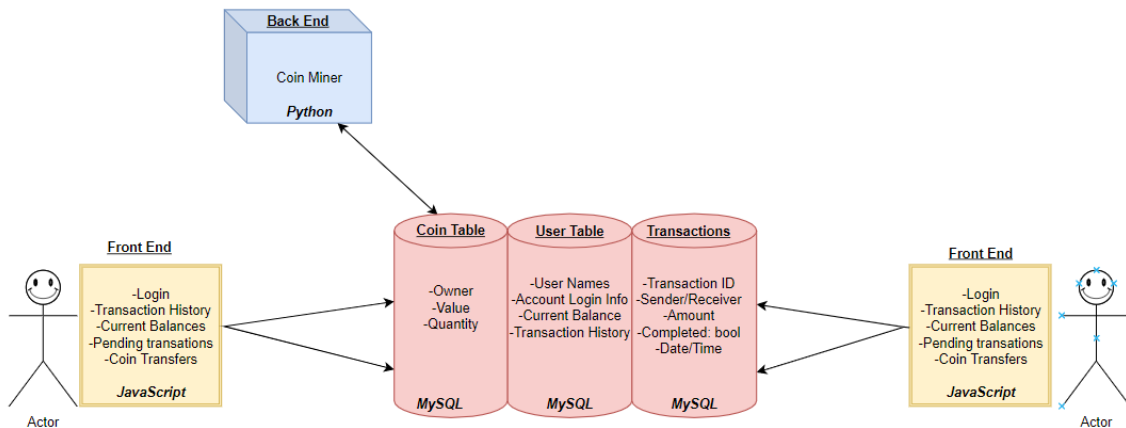 Back End
Coin Miner
Python
Front End
-Login
-Transaction History
-Current Balances
-Pending transations
-Coin Transfers
JavaScript
Actor
Coin Table
-Owner
-Value
-Quantity
MySQL
User Table
-User Names
-Account Login Info
-Current Balance
-Transaction History
MySQL
Transactions
-Transaction ID
-Sender/Receiver
-Amount
-Completed: bool
-Date/Time
MySQL
Front End
-Login
-Transaction History
-Current Balances
-Pending transations
-Coin Transfers
JavaScript
Actor